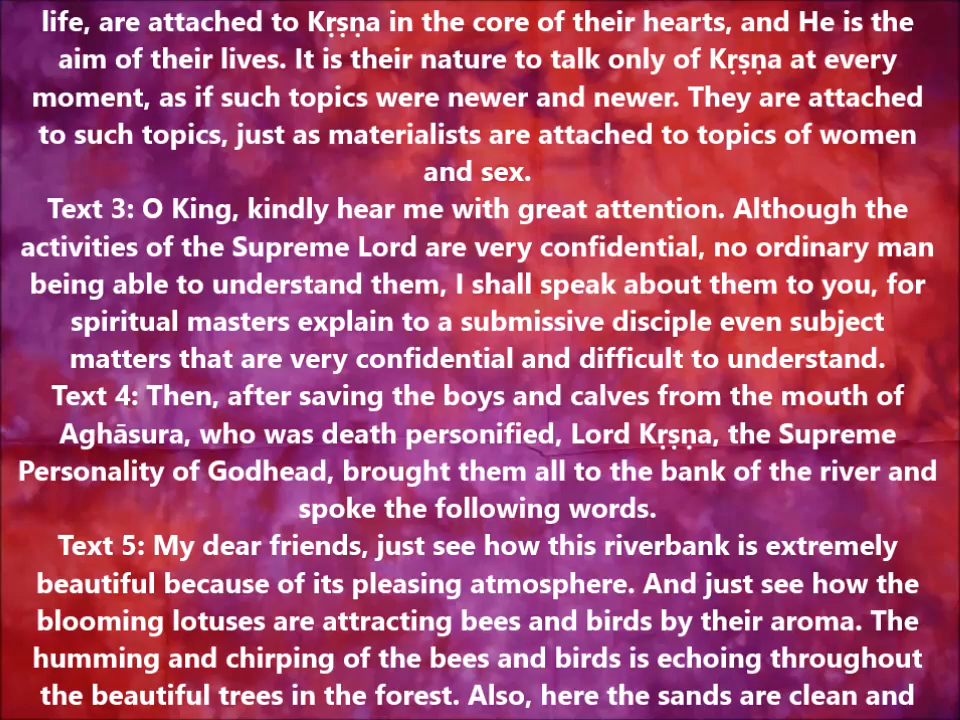 life, are attached to Kṛṣṇa in the core of their hearts, and He is the
aim of their lives. It is their nature to talk only of Kṛṣṇa at every
moment, as if such topics were newer and newer. They are attached
to such topics, just as materialists are attached to topics of women
and sex.
Text 3: O King, kindly hear me with great attention. Although the
activities of the Supreme Lord are very confidential, no ordinary man
being able to understand them, I shall speak about them to you, for
spiritual masters explain to a submissive disciple even subject
matters that are very confidential and difficult to understand.
Text 4: Then, after saving the boys and calves from the mouth of
Aghāsura, who was death personified, Lord Kṛṣṇa, the Supreme
Personality of Godhead, brought them all to the bank of the river and
spoke the following words.
Text 5: My dear friends, just see how this riverbank is extremely
beautiful because of its pleasing atmosphere. And just see how the
blooming lotuses are attracting bees and birds by their aroma. The
humming and chirping of the bees and birds is echoing throughout
the beautiful trees in the forest. Also, here the sands are clean and